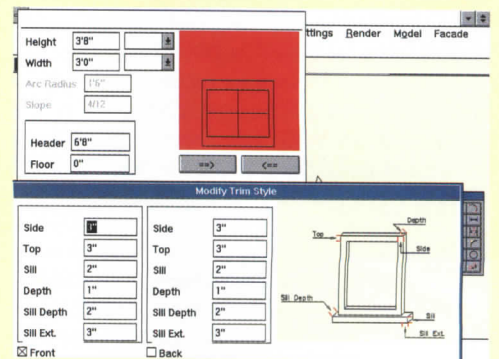 ttings Render Model Facade
Height 3'8"
Width 3'0"
Arc Radius 1'6"
Slope 4/12
Header 6'8"
Floor 0"
==> <==
Modify Trim Style
Side 3"
Top 3"
Sill 2"
Depth 1"
Sill Depth 2"
Sill Ext. 3"
Front
Side 3"
Top 3"
Sill 2"
Depth 1"
Sill Depth 2"
Sill Ext. 3"
Back
Depth
Top
Side
Sill Depth
Sill
Sill Ext.